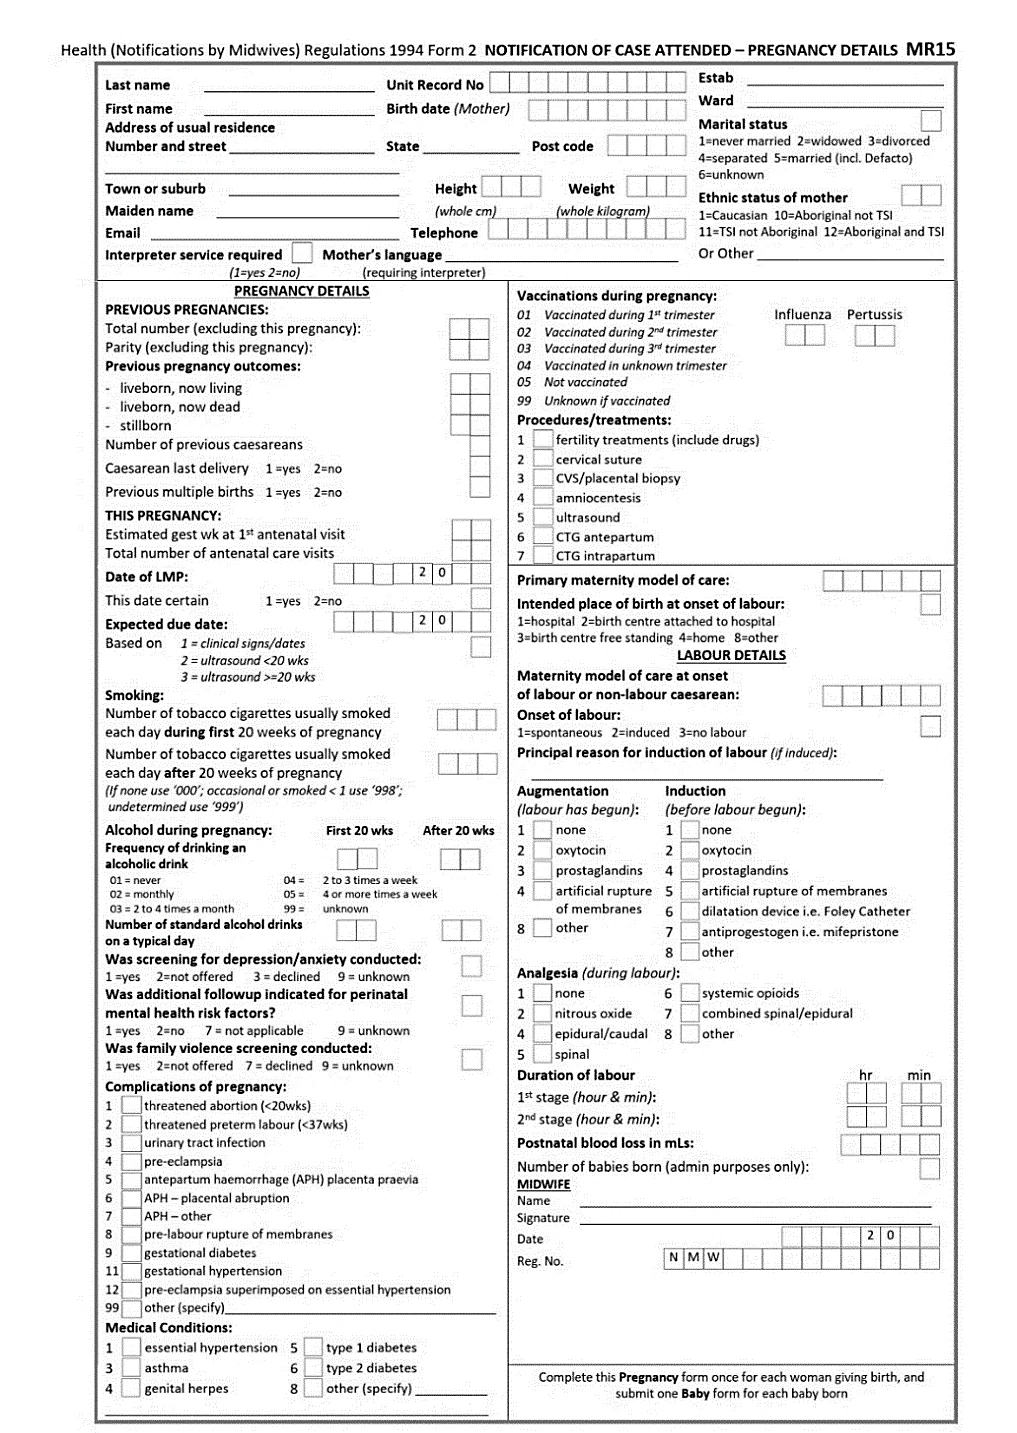 Health (Notifications by Midwives) Regulations 1994 Form 2 NOTIFICATION OF CASE ATTENDED – PREGNANCY DETAILS MR15
Last name Unit Record No
First name Birth date (Mother)
Address of usual residence
Number and street State Post code
Town or suburb Height Weight
Maiden name (whole cm) (whole kilogram)
Email Telephone
Interpreter service required Mother's language
(1=yes 2=no) (requiring interpreter)
Estab
Ward
Marital status
1=never married 2=widowed 3=divorced
4=separated 5=married (incl. Defacto)
6=unknown
Ethnic status of mother
1=Caucasian 10=Aboriginal not TSI
11=TSI not Aboriginal 12=Aboriginal and TSI
Or Other
PREGNANCY DETAILS
PREVIOUS PREGNANCIES:
Total number (excluding this pregnancy):
Parity (excluding this pregnancy):
Previous pregnancy outcomes:
- liveborn, now living
- liveborn, now dead
- stillborn
Number of previous caesareans
Caesarean last delivery 1=yes 2=no
Previous multiple births 1=yes 2=no
THIS PREGNANCY:
Estimated gest wk at 1st antenatal visit
Total number of antenatal care visits
Date of LMP: 2 0
This date certain 1=yes 2=no
Expected due date: 2 0
Based on 1 = clinical signs/dates
2 = ultrasound <20 wks
3 = ultrasound >=20 wks
Smoking:
Number of tobacco cigarettes usually smoked
each day during first 20 weeks of pregnancy
Number of tobacco cigarettes usually smoked
each day after 20 weeks of pregnancy
(If none use '000'; occasional or smoked < 1 use '998';
undetermined use '999')
Alcohol during pregnancy: First 20 wks After 20 wks
Frequency of drinking an
alcoholic drink
01 = never 04 = 2 to 3 times a week
02 = monthly 05 = 4 or more times a week
03 = 2 to 4 times a month 99 = unknown
Number of standard alcohol drinks
on a typical day
Was screening for depression/anxiety conducted:
1 =yes 2=not offered 3 = declined 9 = unknown
Was additional followup indicated for perinatal
mental health risk factors?
1 =yes 2=no 7 = not applicable 9 = unknown
Was family violence screening conducted:
1 =yes 2=not offered 7 = declined 9 = unknown
Complications of pregnancy:
1 threatened abortion (<20wks)
2 threatened preterm labour (<37wks)
3 urinary tract infection
4 pre-eclampsia
5 antepartum haemorrhage (APH) placenta praevia
6 APH – placental abruption
7 APH – other
8 pre-labour rupture of membranes
9 gestational diabetes
11 gestational hypertension
12 pre-eclampsia superimposed on essential hypertension
99 other (specify)
Medical Conditions:
1 essential hypertension 5 type 1 diabetes
3 asthma 6 type 2 diabetes
4 genital herpes 8 other (specify)
Vaccinations during pregnancy:
01 Vaccinated during 1st trimester Influenza Pertussis
02 Vaccinated during 2nd trimester
03 Vaccinated during 3rd trimester
04 Vaccinated in unknown trimester
05 Not vaccinated
99 Unknown if vaccinated
Procedures/treatments:
1 fertility treatments (include drugs)
2 cervical suture
3 CVS/placental biopsy
4 amniocentesis
5 ultrasound
6 CTG antepartum
7 CTG intrapartum
Primary maternity model of care:
Intended place of birth at onset of labour:
1=hospital 2=birth centre attached to hospital
3=birth centre free standing 4=home 8=other
LABOUR DETAILS
Maternity model of care at onset
of labour or non-labour caesarean:
Onset of labour:
1=spontaneous 2=induced 3=no labour
Principal reason for induction of labour (if induced):
Augmentation Induction
(labour has begun): (before labour begun):
1 none 1 none
2 oxytocin 2 oxytocin
3 prostaglandins 4 prostaglandins
4 artificial rupture 5 artificial rupture of membranes
of membranes 6 dilatation device i.e. Foley Catheter
8 other 7 antiprogestogen i.e. mifepristone
8 other
Analgesia (during labour):
1 none 6 systemic opioids
2 nitrous oxide 7 combined spinal/epidural
4 epidural/caudal 8 other
5 spinal
Duration of labour hr min
1st stage (hour & min):
2nd stage (hour & min):
Postnatal blood loss in mLs:
Number of babies born (admin purposes only):
MIDWIFE
Name
Signature
Date 2 0
Reg. No. N M W
Complete this Pregnancy form once for each woman giving birth, and
submit one Baby form for each baby born